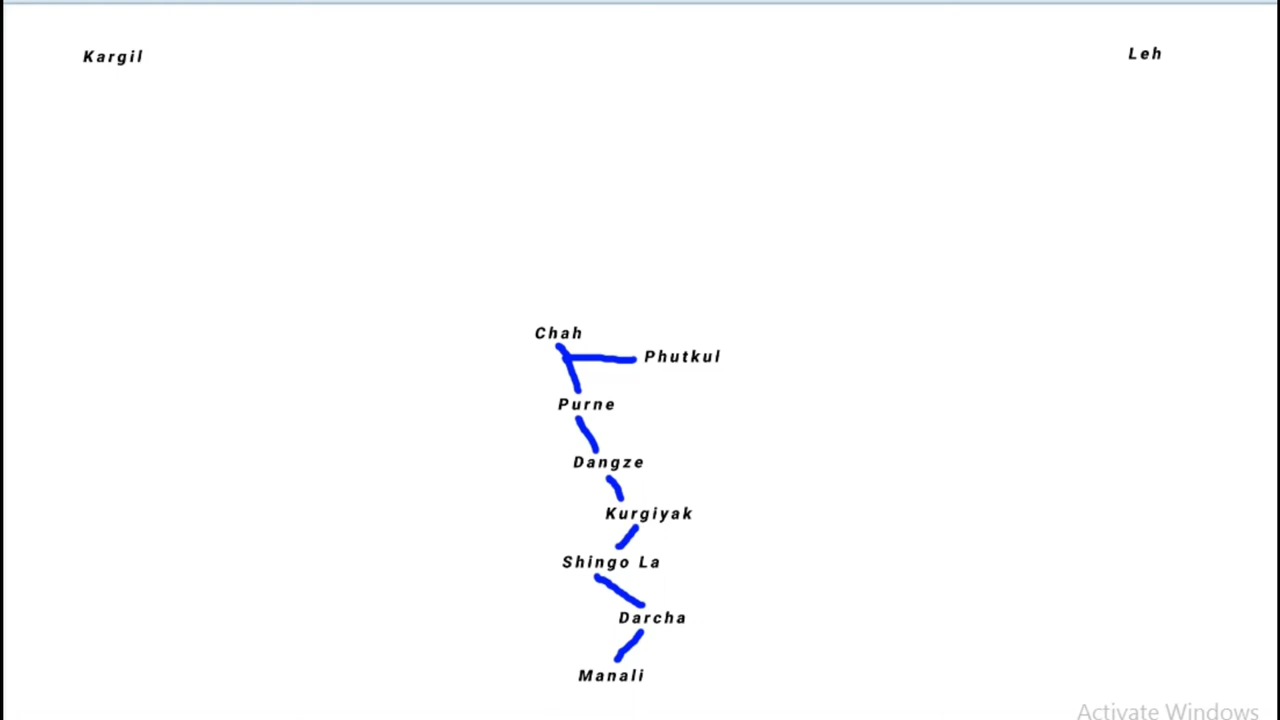 Kargil
Leh
Chah
Phutkul
Purne
Dangze
Kurgiyak
Shingo La
Darcha
Manali
Activate Windows